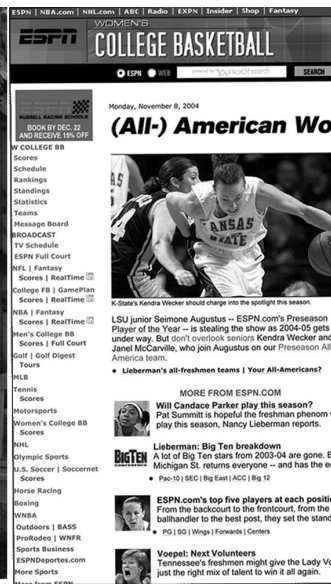 ESPN | NBA.com | NHL.com | ABC | Radio | EXPN | Insider | Shop | Fantasy
ESPN
WOMEN'S
COLLEGE BASKETBALL
ESPN WEB powered by YAHOO! search SEARCH
RUSSELL RACING SCHOOLS
BOOK BY DEC. 22
AND RECEIVE 15% OFF
W COLLEGE BB
Scores
Schedule
Rankings
Standings
Statistics
Teams
Message Board
BROADCAST
TV Schedule
ESPN Full Court
NFL | Fantasy
Scores | RealTime
College FB | GamePlan
Scores | RealTime
NBA | Fantasy
Scores | RealTime
Men's College BB
Scores | Full Court
Golf | Golf Digest
Tours
MLB
Tennis
Scores
Motorsports
Women's College BB
Scores
NHL
Olympic Sports
U.S. Soccer | Soccernet
Scores
Horse Racing
Boxing
WNBA
Outdoors | BASS
ProRodeo | WNFR
Sports Business
ESPNDeportes
More Sports
Monday, November 8, 2004
(All-) American Wo
KANSAS
STATE
K-State's Kendra Wecker should charge into the spotlight this season.
LSU junior Seimone Augustus -- ESPN.com's Preseason
Player of the Year -- is stealing the show as 2004-05 gets
under way. But don't overlook seniors Kendra Wecker and
Janel McCarville, who join Augustus on our Preseason All
America team.
• Lieberman's all-freshmen teams | Your All-Americans?
MORE FROM ESPN.COM
Will Candace Parker play this season?
Pat Summitt is hopeful the freshman phenom
play this season, Nancy Lieberman reports.
BIG TEN
Lieberman: Big Ten breakdown
A lot of Big Ten stars from 2003-04 are gone. B
Michigan St. returns everyone -- and has the e
• Pac-10 | SEC | Big East | ACC | Big 12
ESPN.com's top five players at each positi
From the backcourt to the frontcourt, from the
ballhandler to the best post, they set the stand
• PG | SG | Wings | Forwards | Centers
Voepel: Next Volunteers
Tennessee's freshmen might give the Lady V
just the right mix of talent to win it all again.